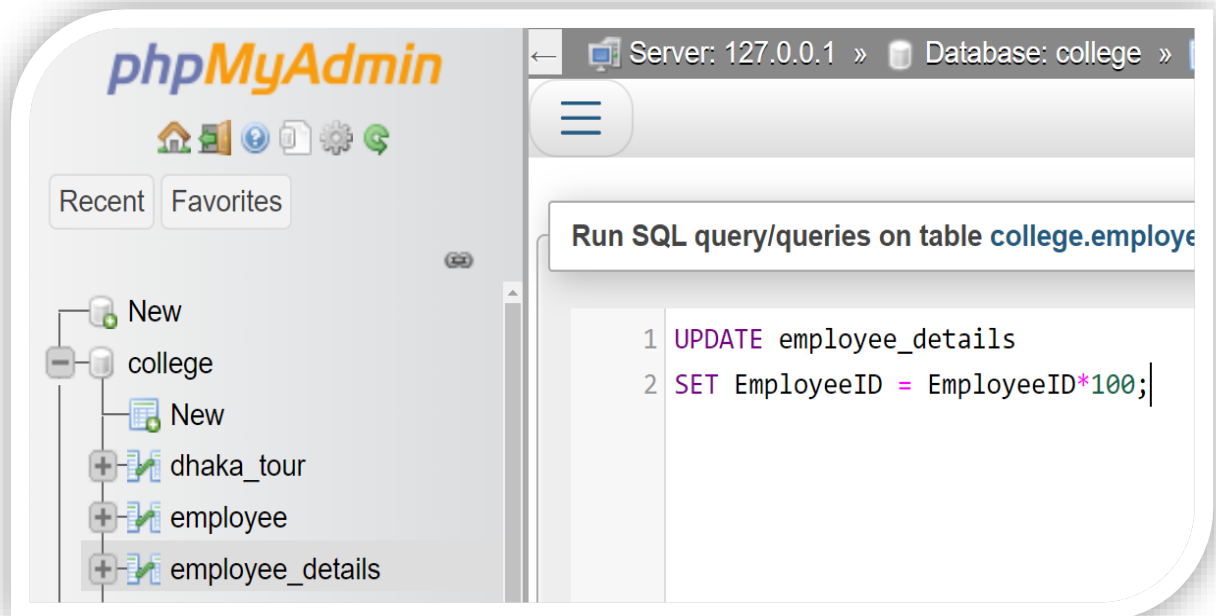 phpMyAdmin
Recent Favorites
New
college
New
dhaka_tour
employee
employee_details
← Server: 127.0.0.1 » Database: college »
Run SQL query/queries on table college.employe
1 UPDATE employee_details
2 SET EmployeeID = EmployeeID*100;